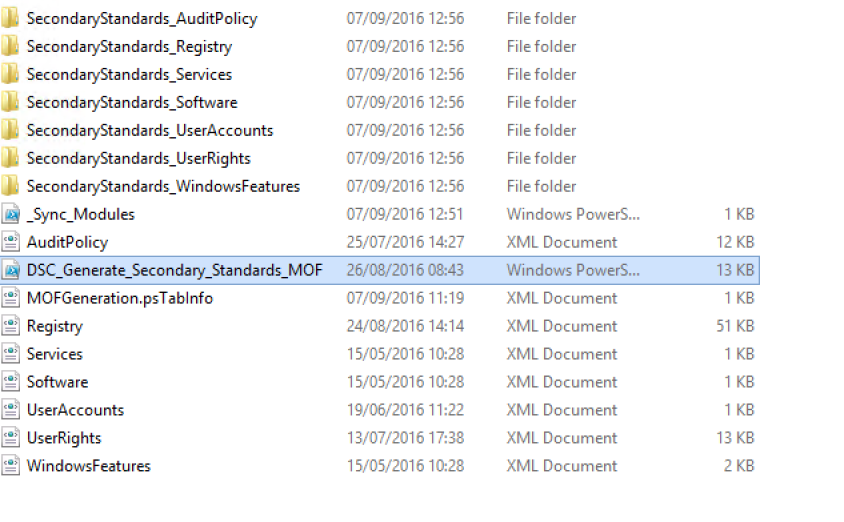 SecondaryStandards_AuditPolicy 07/09/2016 12:56 File folder
SecondaryStandards_Registry 07/09/2016 12:56 File folder
SecondaryStandards_Services 07/09/2016 12:56 File folder
SecondaryStandards_Software 07/09/2016 12:56 File folder
SecondaryStandards_UserAccounts 07/09/2016 12:56 File folder
SecondaryStandards_UserRights 07/09/2016 12:56 File folder
SecondaryStandards_WindowsFeatures 07/09/2016 12:56 File folder
_Sync_Modules 07/09/2016 12:51 Windows PowerS... 1 KB
AuditPolicy 25/07/2016 14:27 XML Document 12 KB
DSC_Generate_Secondary_Standards_MOF 26/08/2016 08:43 Windows PowerS... 13 KB
MOFGeneration.psTabInfo 07/09/2016 11:19 XML Document 1 KB
Registry 24/08/2016 14:14 XML Document 51 KB
Services 15/05/2016 10:28 XML Document 1 KB
Software 15/05/2016 10:28 XML Document 1 KB
UserAccounts 19/06/2016 11:22 XML Document 1 KB
UserRights 13/07/2016 17:38 XML Document 13 KB
WindowsFeatures 15/05/2016 10:28 XML Document 2 KB